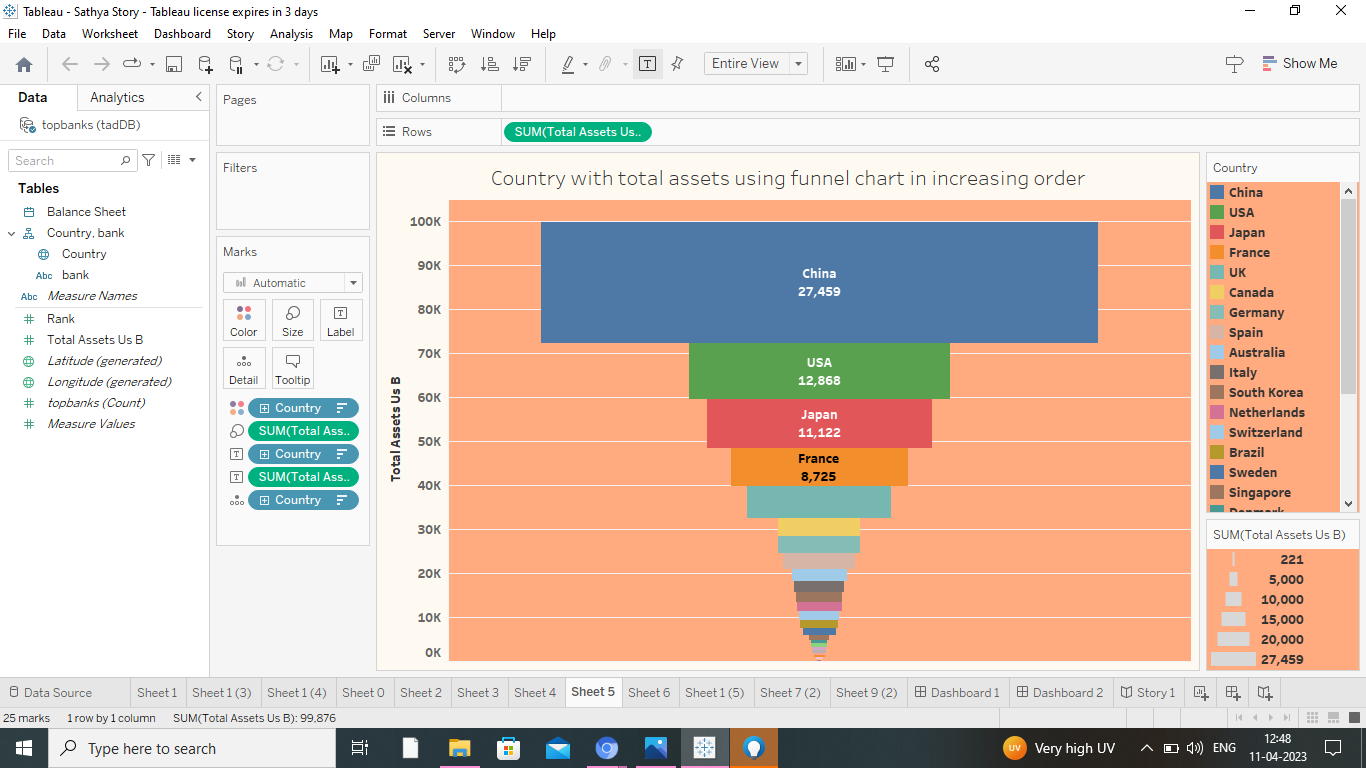 Tableau - Sathya Story - Tableau license expires in 3 days
File Data Worksheet Dashboard Story Analysis Map Format Server Window Help
Entire View
Show Me
Data Analytics
topbanks (tadDB)
Search
Tables
Balance Sheet
Country, bank
Country
Abc bank
Abc Measure Names
Rank
Total Assets Us B
Latitude (generated)
Longitude (generated)
topbanks (Count)
Measure Values
Pages
Filters
Marks
Automatic
Color Size Label
Detail Tooltip
Country
SUM(Total Ass..
Country
SUM(Total Ass..
Country
Columns
Rows SUM(Total Assets Us..
Country with total assets using funnel chart in increasing order
Total Assets Us B
100K
90K
80K
70K
60K
50K
40K
30K
20K
10K
0K
China
27,459
USA
12,868
Japan
11,122
France
8,725
Country
China
USA
Japan
France
UK
Canada
Germany
Spain
Australia
Italy
South Korea
Netherlands
Switzerland
Brazil
Sweden
Singapore
Denmark
SUM(Total Assets Us B)
221
5,000
10,000
15,000
20,000
27,459
Data Source Sheet 1 Sheet 1 (3) Sheet 1 (4) Sheet 0 Sheet 2 Sheet 3 Sheet 4 Sheet 5 Sheet 6 Sheet 1 (5) Sheet 7 (2) Sheet 9 (2) Dashboard 1 Dashboard 2 Story 1
25 marks 1 row by 1 column SUM(Total Assets Us B): 99,876
Type here to search
UV Very high UV ENG 12:48
11-04-2023